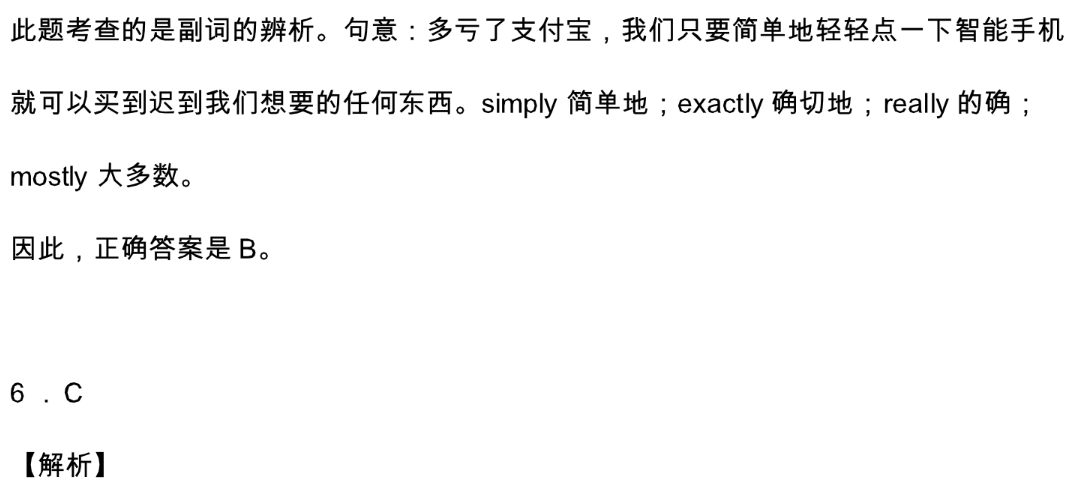 此题考查的是副词的辨析。句意：多亏了支付宝，我们只要简单地轻轻点一下智能手机
就可以买到迟到我们想要的任何东西。simply 简单地；exactly 确切地；really 的确；
mostly 大多数。
因此，正确答案是 B。
6 ．C
【解析】